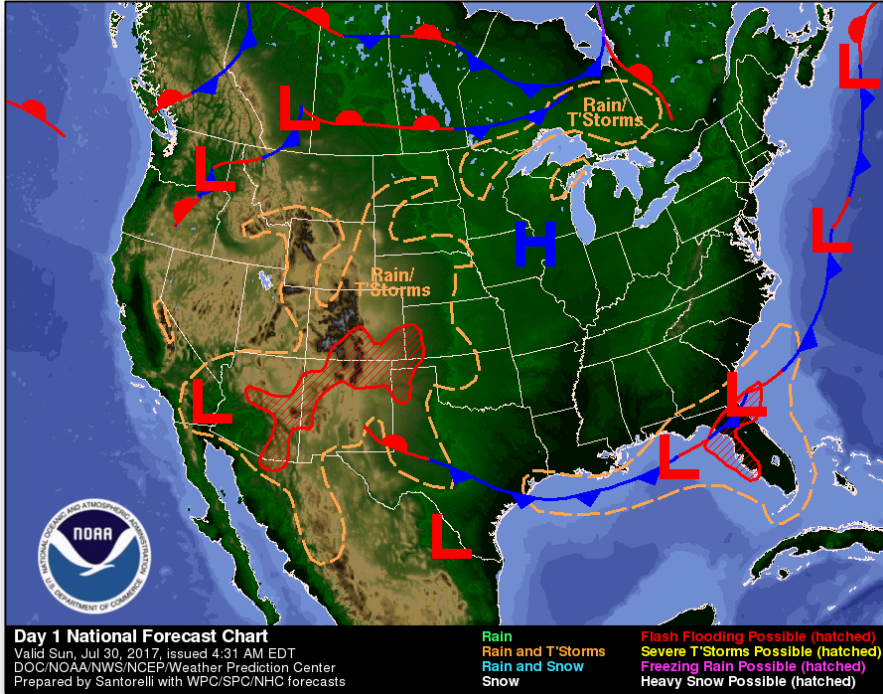 L
L
Rain/
T'Storms
L
H
L
Rain/
T'Storms
L
L
L
L
NATIONAL OCEANIC AND ATMOSPHERIC ADMINISTRATION
NOAA
U.S. DEPARTMENT OF COMMERCE
Day 1 National Forecast Chart
Valid Sun, Jul 30, 2017, issued 4:31 AM EDT
DOC/NOAA/NWS/NCEP/Weather Prediction Center
Prepared by Santorelli with WPC/SPC/NHC forecasts
Rain
Rain and T'Storms
Rain and Snow
Snow
Flash Flooding Possible (hatched)
Severe T'Storms Possible (hatched)
Freezing Rain Possible (hatched)
Heavy Snow Possible (hatched)